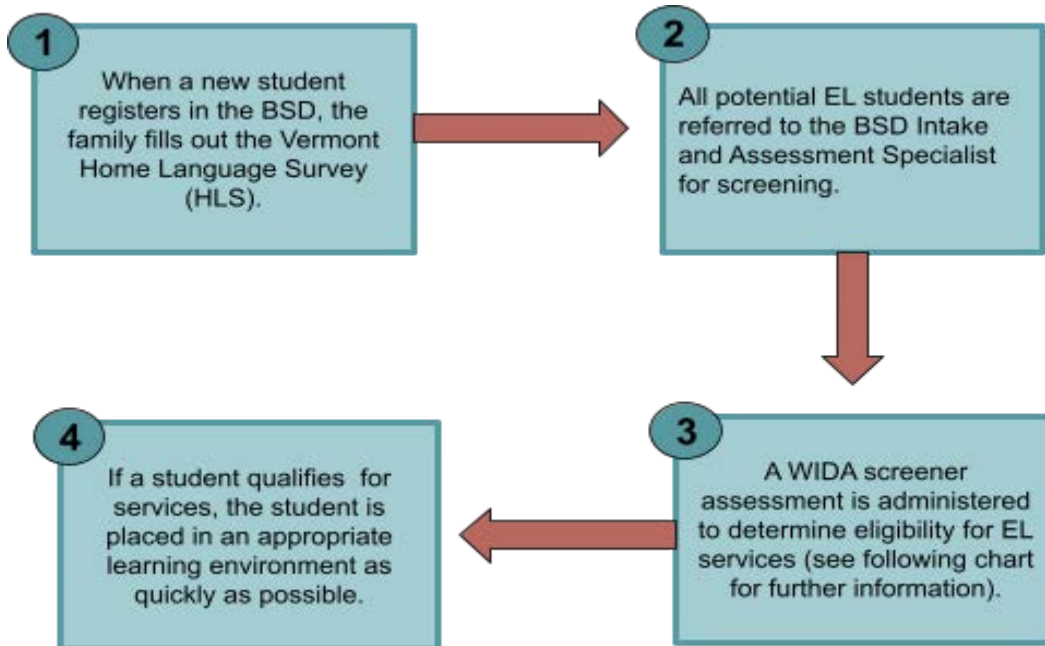 1
When a new student
registers in the BSD, the
family fills out the Vermont
Home Language Survey
(HLS).
2
All potential EL students are
referred to the BSD Intake
and Assessment Specialist
for screening.
3
A WIDA screener
assessment is administered
to determine eligibility for EL
services (see following chart
for further information).
4
If a student qualifies for
services, the student is
placed in an appropriate
learning environment as
quickly as possible.